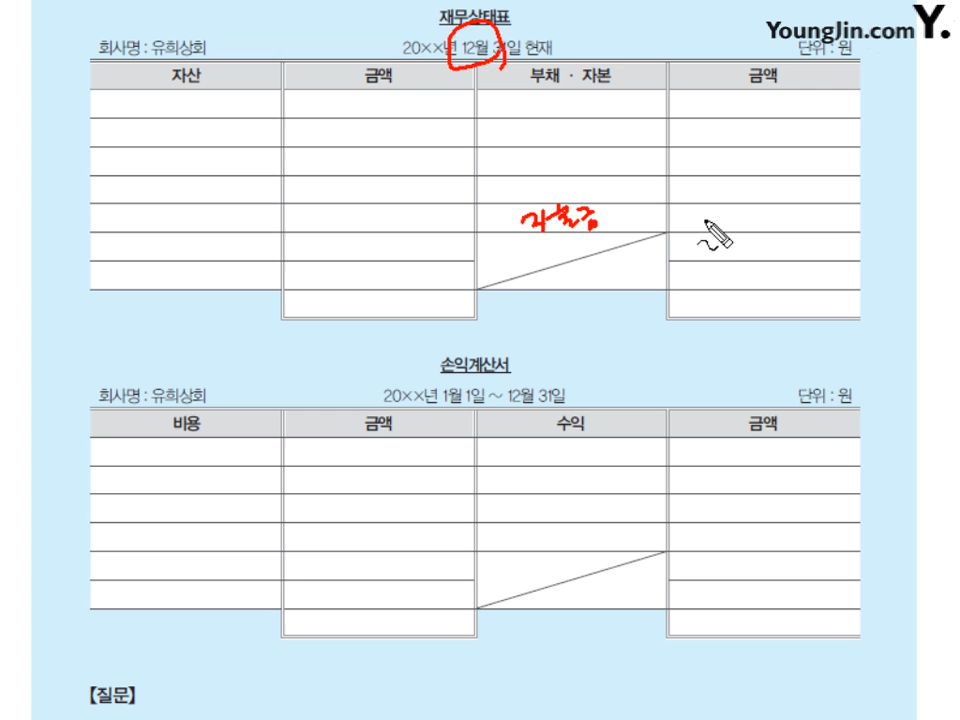 재무상태표
YoungJin.com Y.
회사명 : 유희상회 20××년 12월 31일 현재 단위 : 원
자산 금액 부채 · 자본 금액
자본금
손익계산서
회사명 : 유희상회 20××년 1월 1일 ~ 12월 31일 단위 : 원
비용 금액 수익 금액
【질문】